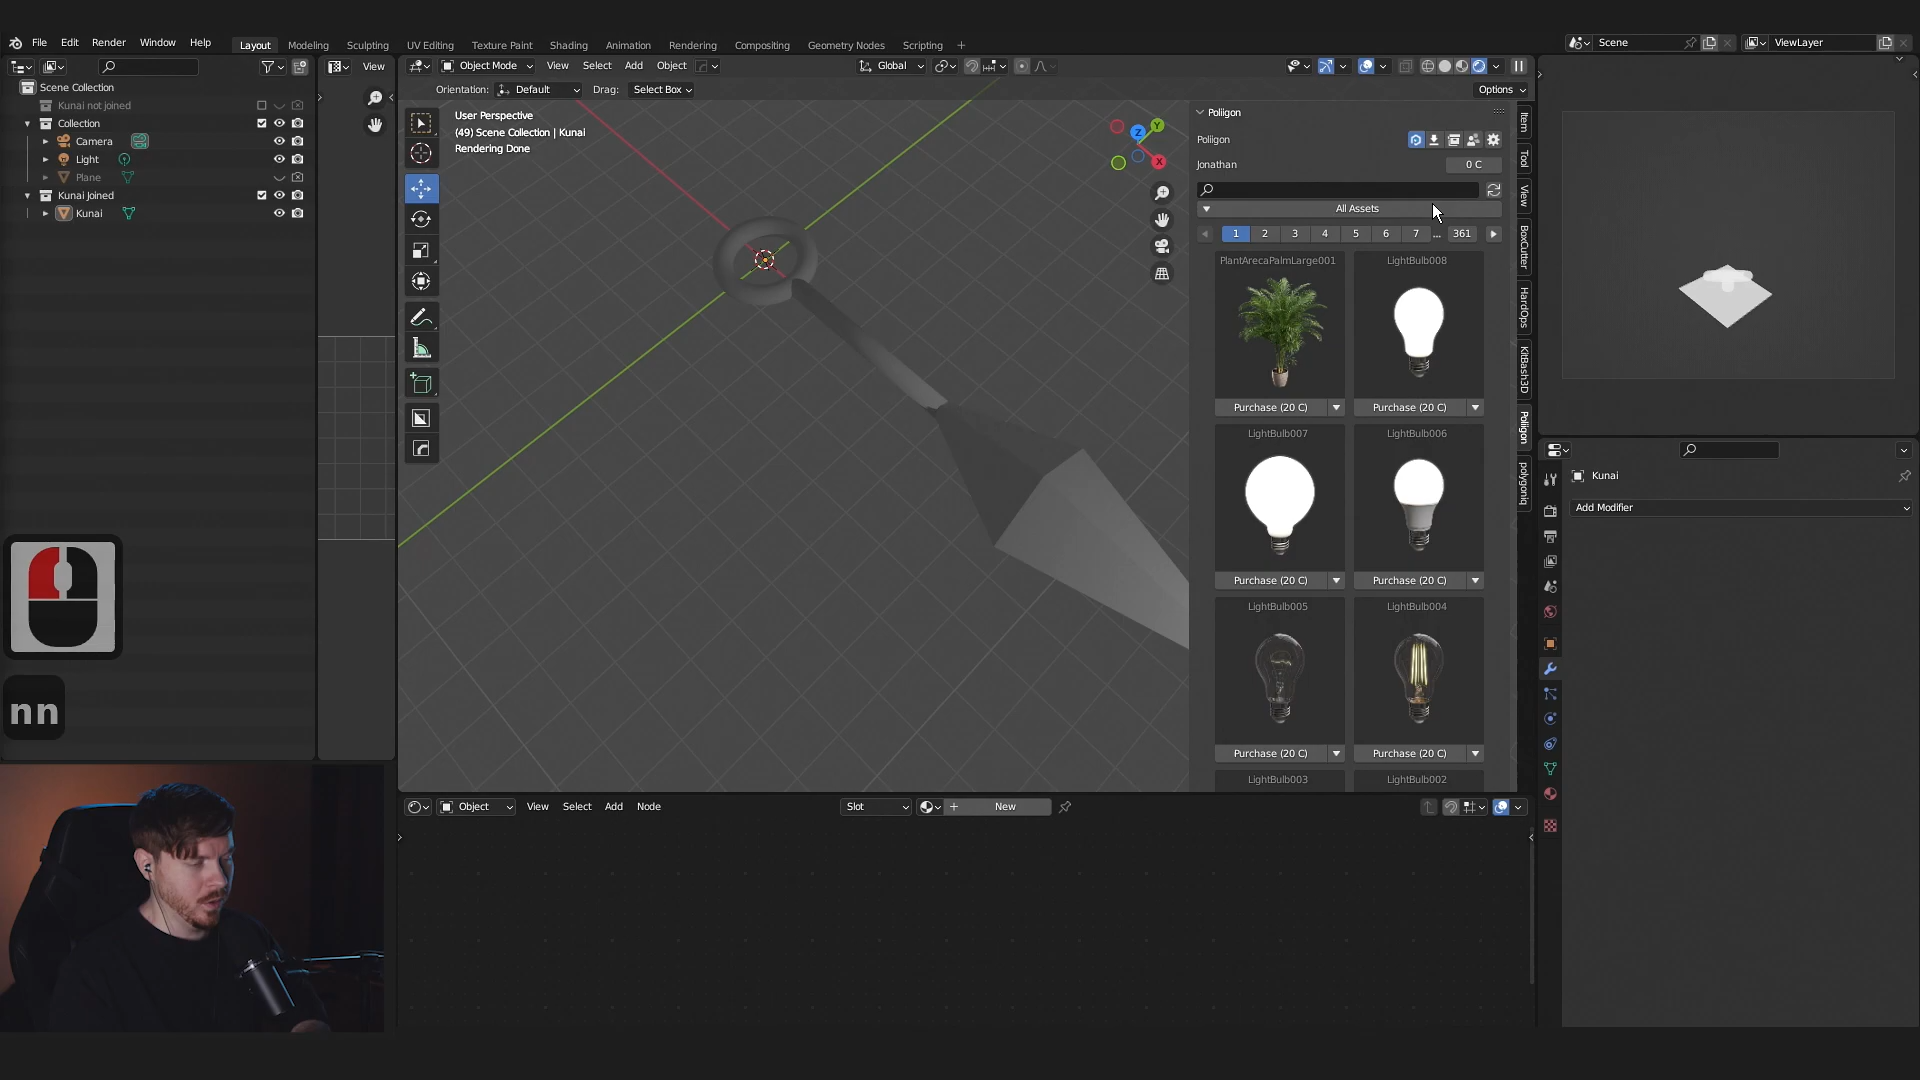 File Edit Render Window Help
Layout Modeling Sculpting UV Editing Texture Paint Shading Animation Rendering Compositing Geometry Nodes Scripting +
Scene
ViewLayer
Scene Collection
Kunai not joined
Collection
Camera
Light
Plane
Kunai Joined
Kunai
View
Object Mode View Select Add Object
Global
Options
Orientation: Default Drag: Select Box
User Perspective
(49) Scene Collection | Kunai
Rendering Done
Z
Y
X
Poliigon
Poliigon
Jonathan 0 C
All Assets
1 2 3 4 5 6 7 ... 361
PlantArecaPalmLarge001 LightBulb008
Purchase (20 C) Purchase (20 C)
LightBulb007 LightBulb006
Purchase (20 C) Purchase (20 C)
LightBulb005 LightBulb004
Purchase (20 C) Purchase (20 C)
LightBulb003 LightBulb002
Item
Tool
View
BoxCutter
HardOps
KitBash3D
Poliigon
polygoniq
Kunai
Add Modifier
Object View Select Add Node
Slot
+ New
nn